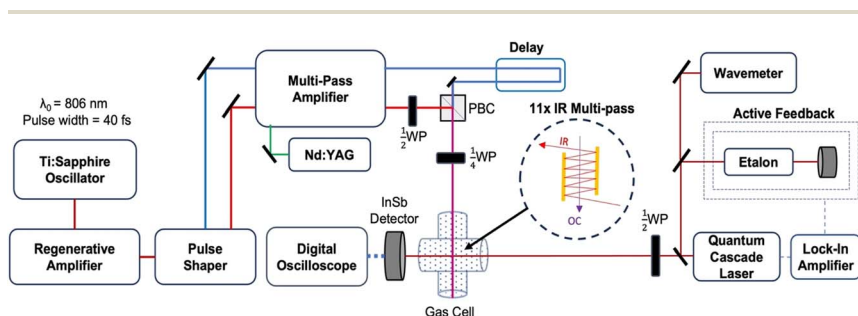 λ₀ = 806 nm
Pulse width = 40 fs
Ti:Sapphire
Oscillator
Regenerative
Amplifier
Pulse
Shaper
Multi-Pass
Amplifier
Nd:YAG
½WP
PBC
Delay
¼WP
InSb
Detector
Digital
Oscilloscope
Gas Cell
11x IR Multi-pass
IR
OC
½WP
Wavemeter
Active Feedback
Etalon
Quantum
Cascade
Laser
Lock-In
Amplifier